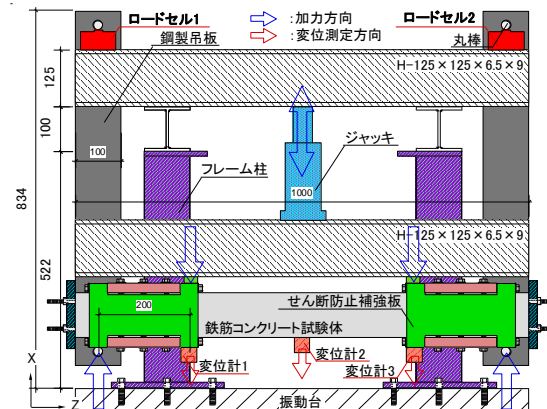 ロードセル1
:加力方向
:変位測定方向
ロードセル2
鋼製吊板
丸棒
H-125×125×6.5×9
125
100
834
522
100
ジャッキ
フレーム柱
1000
H-125×125×6.5×9
200
せん断防止補強板
鉄筋コンクリート試験体
変位計1
変位計2
変位計3
X
Z
振動台